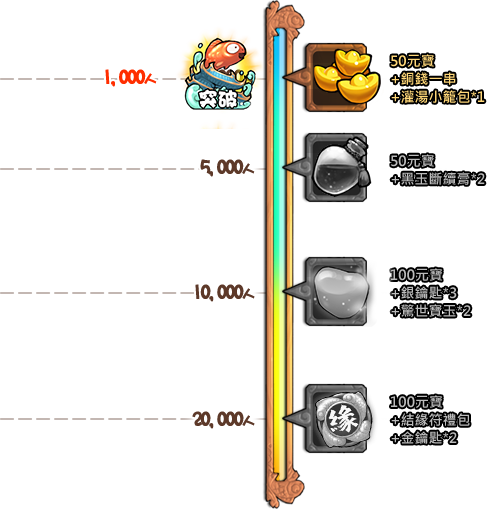 突破
1,000人
50元寶
+銅錢一串
+灌湯小籠包*1
5,000人
50元寶
+黑玉斷續膏*2
10,000人
100元寶
+銀鑰匙*3
+驚世寶玉*2
20,000人
緣
100元寶
+結緣符禮包
+金鑰匙*2